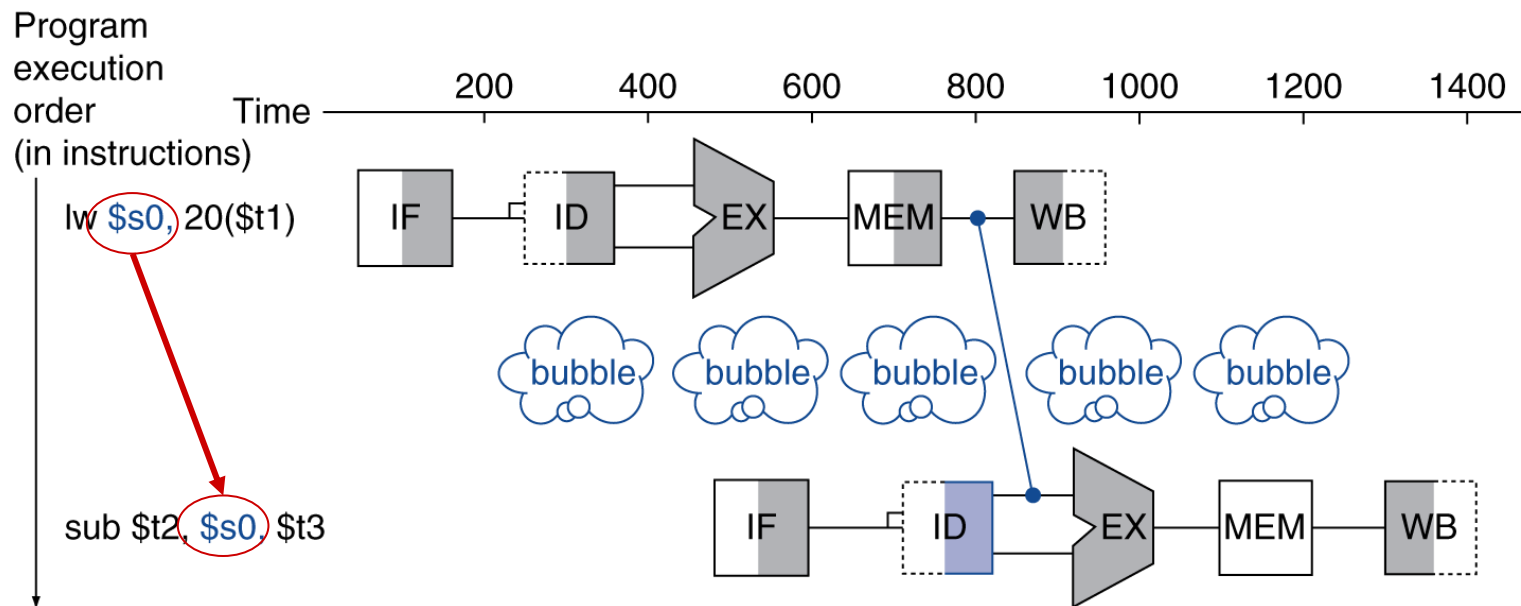 Program
execution
order
(in instructions)
Time
200 400 600 800 1000 1200 1400
lw $s0, 20($t1)
IF ID EX MEM WB
bubble bubble bubble bubble bubble
sub $t2, $s0, $t3
IF ID EX MEM WB